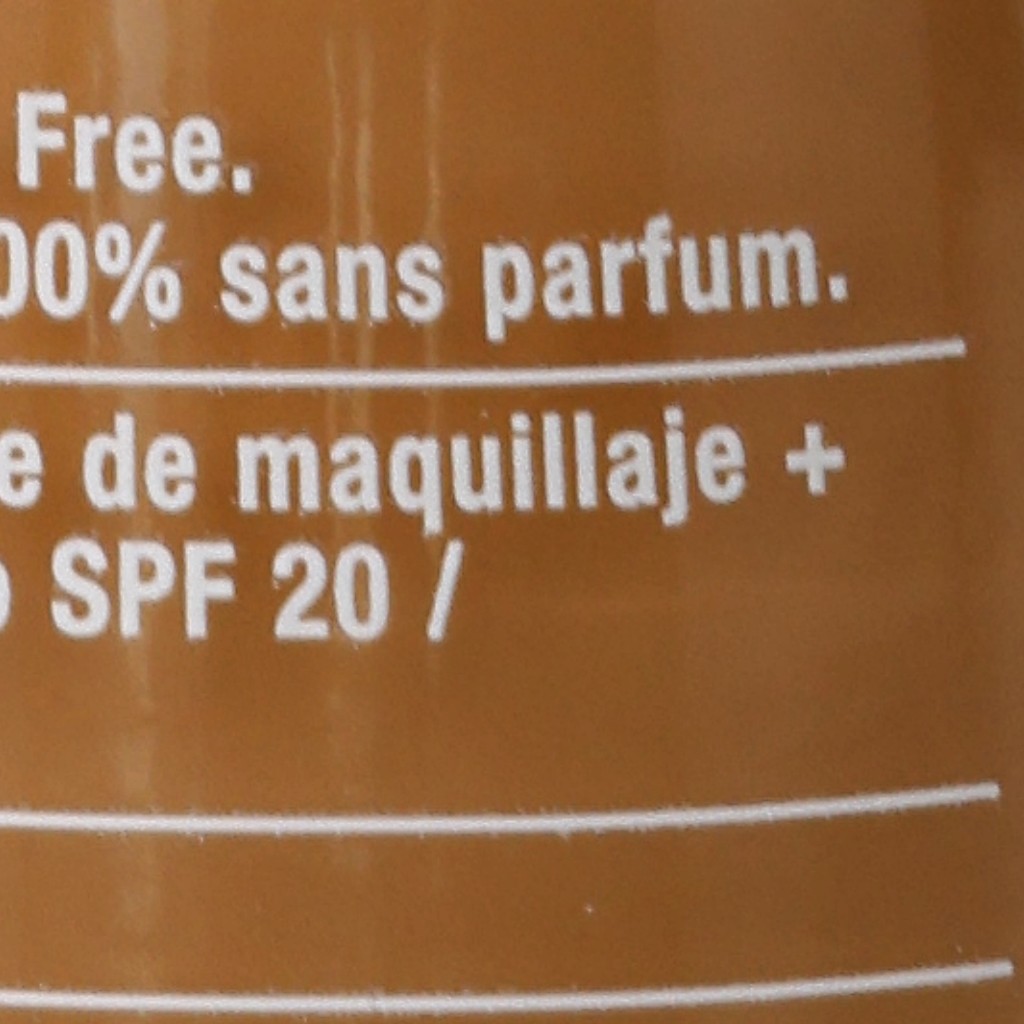 Free.
00% sans parfum.
e de maquillaje +
SPF 20 /